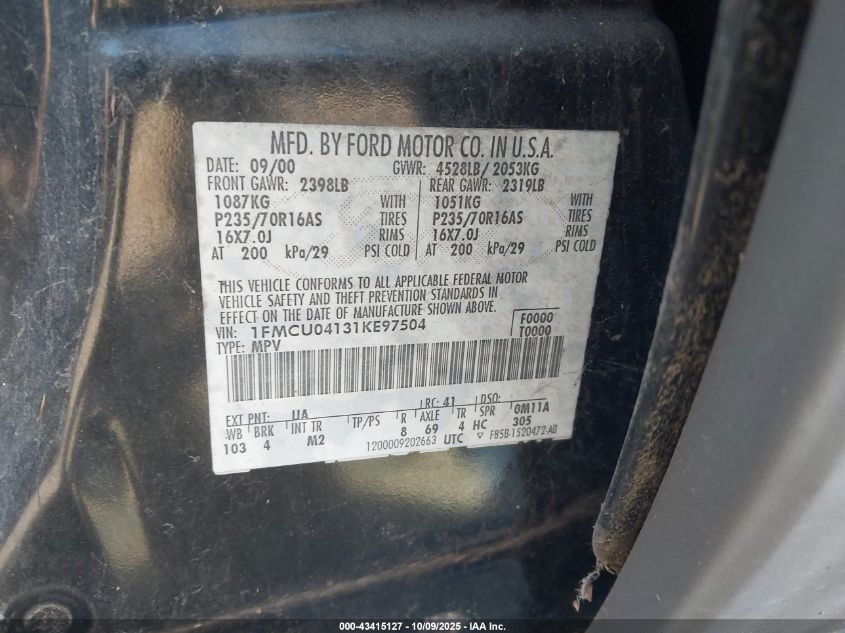 MFD. BY FORD MOTOR CO. IN U.S.A.
DATE: 09/00 GVWR: 4528LB/ 2053KG
FRONT GAWR: 2398LB REAR GAWR: 2319LB
1087KG WITH 1051KG WITH
P235/70R16AS TIRES P235/70R16AS TIRES
16X7.0J RIMS 16X7.0J RIMS
AT 200 kPa/29 PSI COLD AT 200 kPa/29 PSI COLD
THIS VEHICLE CONFORMS TO ALL APPLICABLE FEDERAL MOTOR
VEHICLE SAFETY AND THEFT PREVENTION STANDARDS IN
EFFECT ON THE DATE OF MANUFACTURE SHOWN ABOVE.
VIN: 1FMCU04131KE97504 F0000
TYPE: MPV T0000
EXT PNT: UA RC: 41 DSO:
WB BRK INT TR TP/PS R AXLE TR SPR 0M11A
103 4 M2 8 69 4 HC 305
1200009202663 UTC F85B-1520472-AB
000-43415127 - 10/09/2025 - IAA Inc.